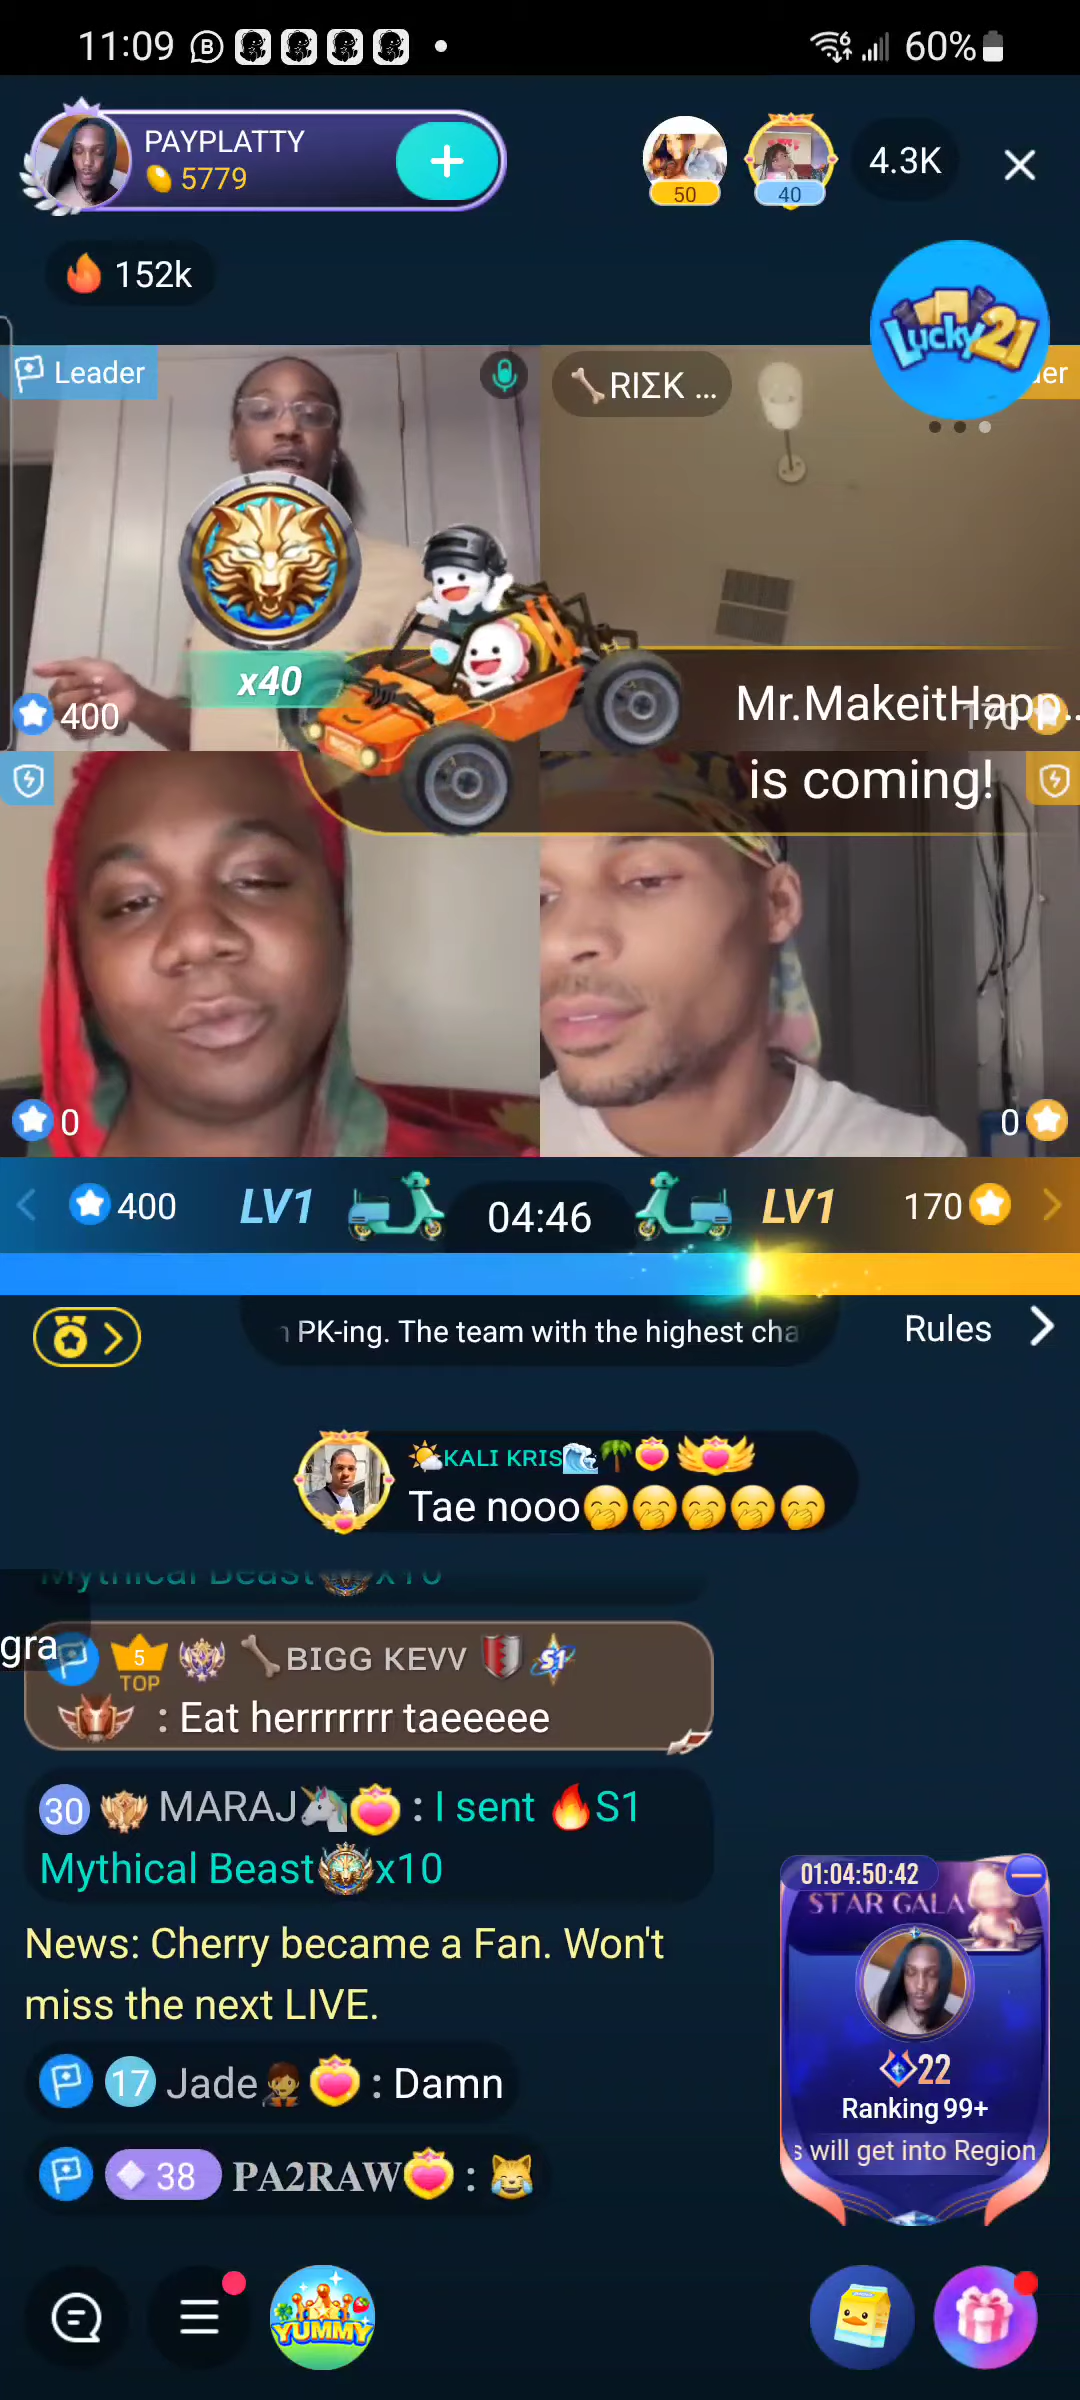 11:09
60%
PAYPLATTY
5779
50
40
4.3K
152k
Lucky21
Leader
RIΣK ...
x40
400
Mr.MakeitHapp..
is coming!
0
0
400
LV1
04:46
LV1
170
PK-ing. The team with the highest cha
Rules
KALI KRIS
Tae nooo🤭🤭🤭🤭🤭
Mythical Beast x10
gra
5
TOP
BIGG KEVV
S1
: Eat herrrrrrr taeeeee
30 MARAJ🦄 : I sent 🔥S1
Mythical Beast x10
News: Cherry became a Fan. Won't
miss the next LIVE.
17 Jade : Damn
38 PA2RAW : 😹
01:04:50:42
STAR GALA
22
Ranking 99+
will get into Region
YUMMY